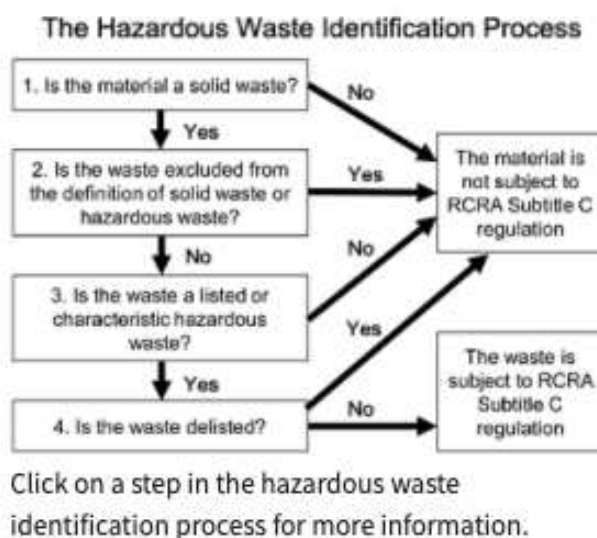 The Hazardous Waste Identification Process
1. Is the material a solid waste?
No
Yes
2. Is the waste excluded from
the definition of solid waste or
hazardous waste?
Yes
The material is
not subject to
RCRA Subtitle C
regulation
No
3. Is the waste a listed or
characteristic hazardous
waste?
No
Yes
Yes
4. Is the waste delisted?
No
The waste is
subject to RCRA
Subtitle C
regulation
Click on a step in the hazardous waste
identification process for more information.